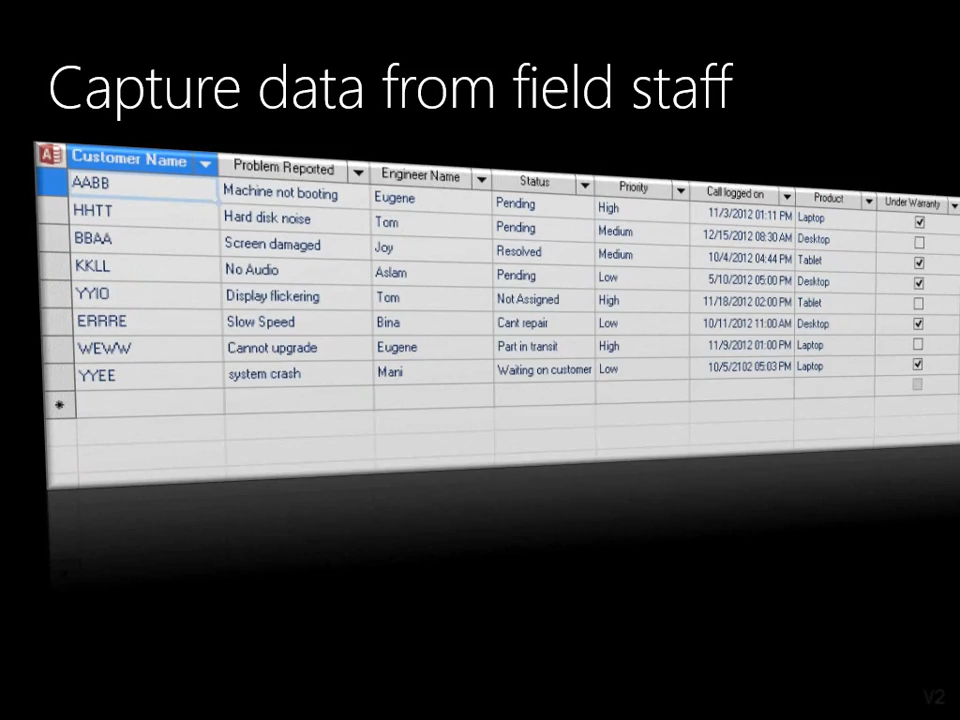 Capture data from field staff
A Customer Name Problem Reported Engineer Name Status Priority Call logged on Product Under Warranty
AABB Machine not booting Eugene Pending High 11/3/2012 01:11 PM Laptop
HHTT Hard disk noise Tom Pending Medium 12/15/2012 08:30 AM Desktop
BBAA Screen damaged Joy Resolved Medium 10/4/2012 04:44 PM Tablet
KKLL No Audio Aslam Pending Low 5/10/2012 05:00 PM Desktop
YYIO Display flickering Tom Not Assigned High 11/18/2012 02:00 PM Tablet
ERRRE Slow Speed Bina Cant repair Low 10/11/2012 11:00 AM Desktop
WEWW Cannot upgrade Eugene Part in transit High 11/9/2012 01:00 PM Laptop
YYEE system crash Mani Waiting on customer Low 10/5/2102 05:03 PM Laptop
*
V2